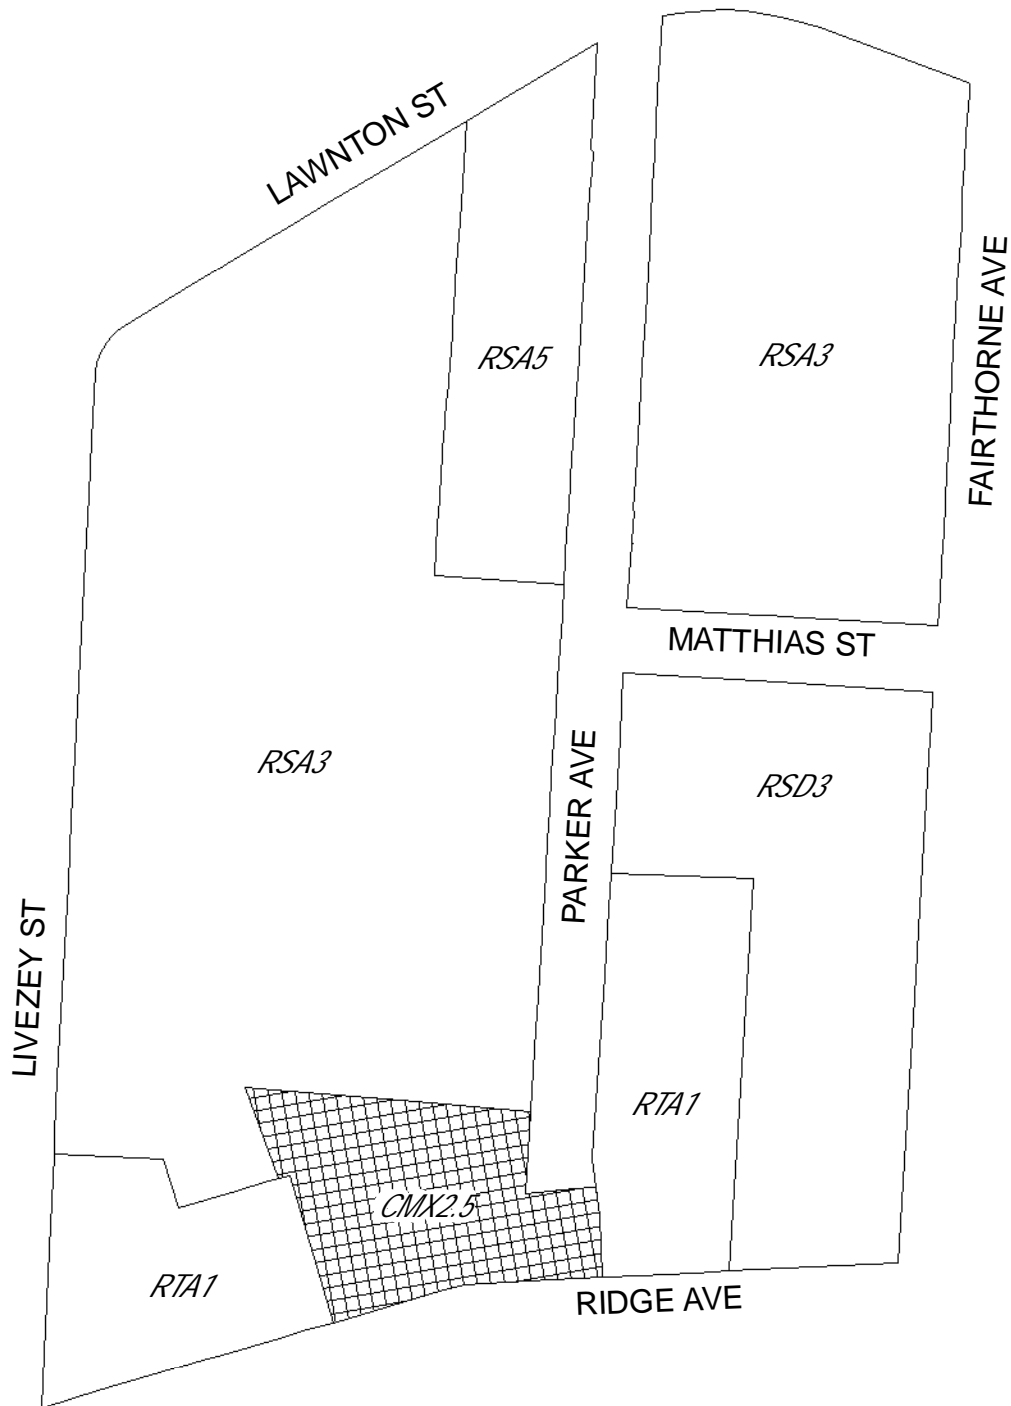 LAWNTON ST
RSA5
RSA3
FAIRTHORNE AVE
MATTHIAS ST
RSA3
PARKER AVE
RSD3
LIVEZEY ST
RTA1
CMX2.5
RTA1
RIDGE AVE